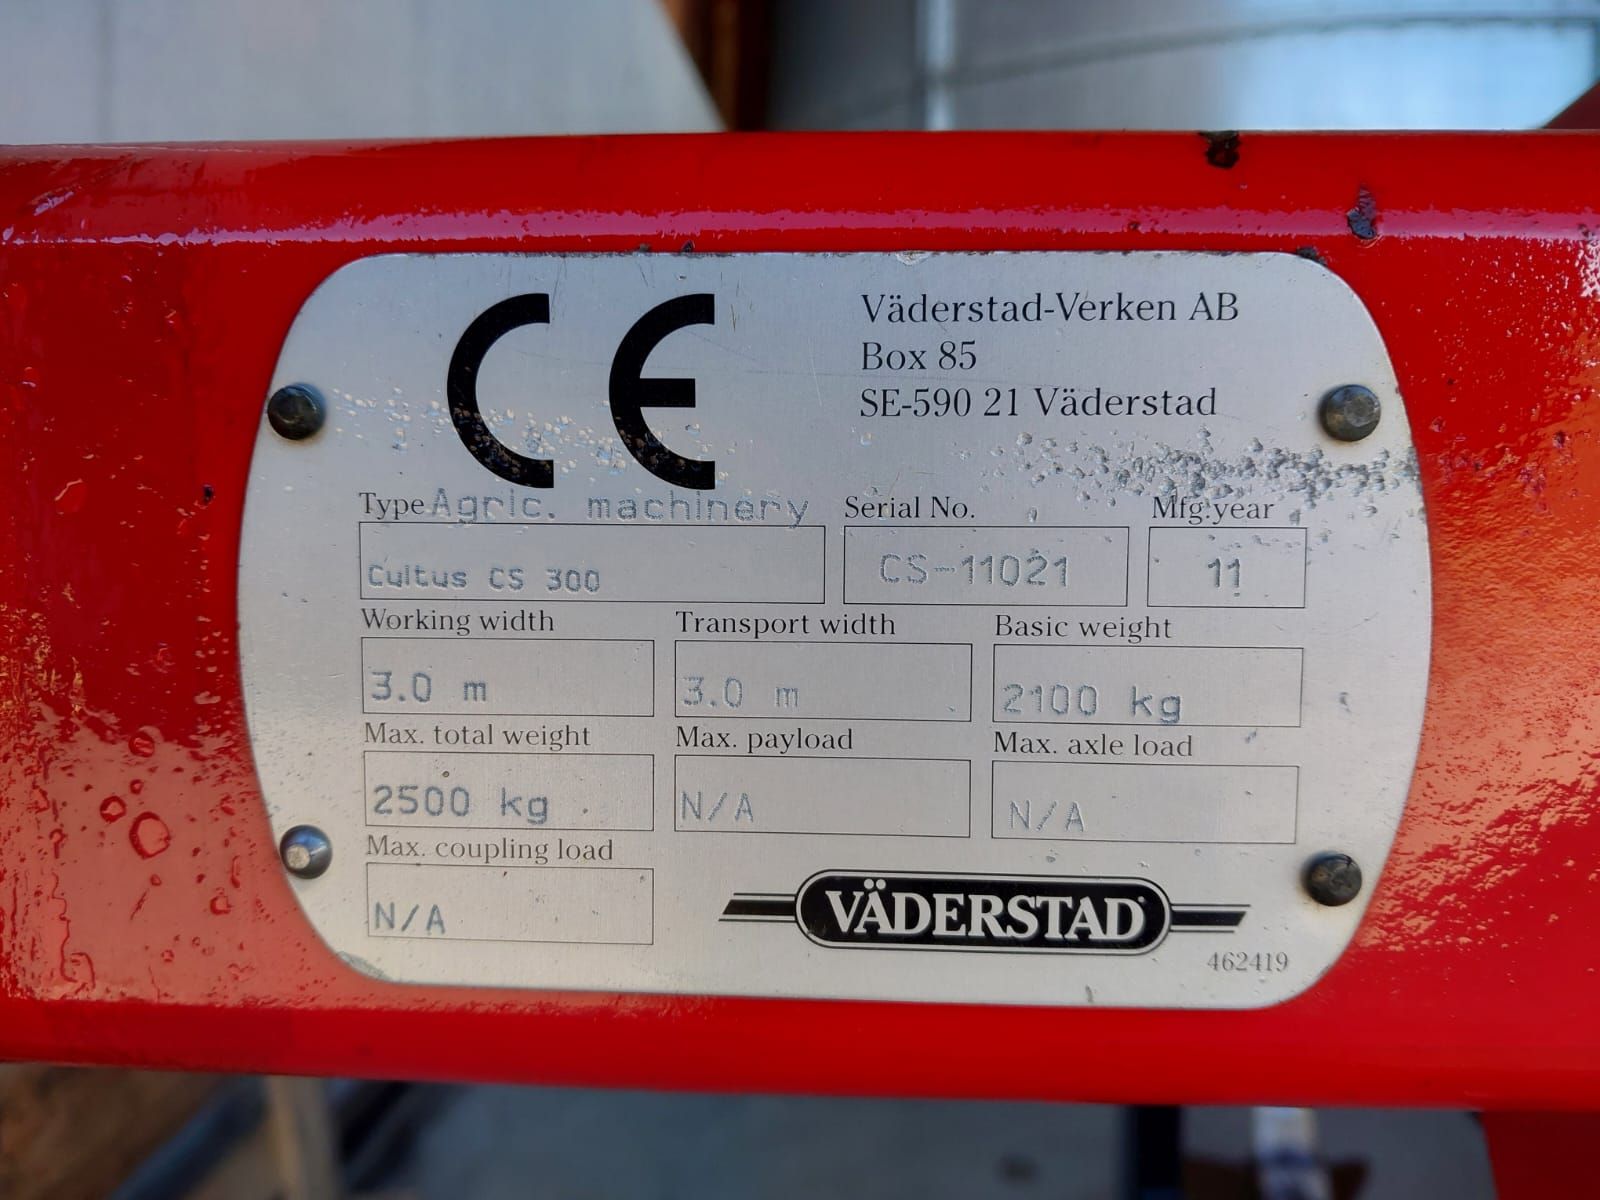 CE
Väderstad-Verken AB
Box 85
SE-590 21 Väderstad
Type Agric. machinery
Cultus CS 300
Serial No.
CS-11021
Mfg.year
11
Working width
3.0 m
Transport width
3.0 m
Basic weight
2100 kg
Max. total weight
2500 kg
Max. payload
N/A
Max. axle load
N/A
Max. coupling load
N/A
VÄDERSTAD
462419